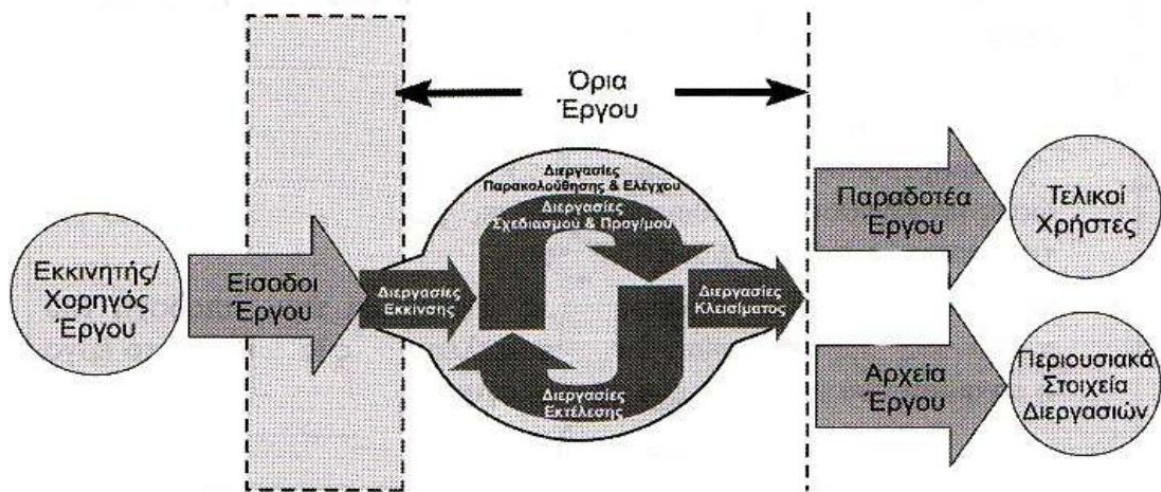 Όρια
Έργου
Διεργασίες
Παρακολούθησης & Ελέγχου
Διεργασίες
Σχεδιασμού & Προγ/μού
Εκκινητής/
Χορηγός
Έργου
Είσοδοι
Έργου
Διεργασίες
Εκκίνσης
Διεργασίες
Κλεισίματος
Διεργασίες
Εκτέλεσης
Παραδοτέα
Έργου
Τελικοί
Χρήστες
Αρχεία
Έργου
Περιουσιακά
Στοιχεία
Διεργασιών